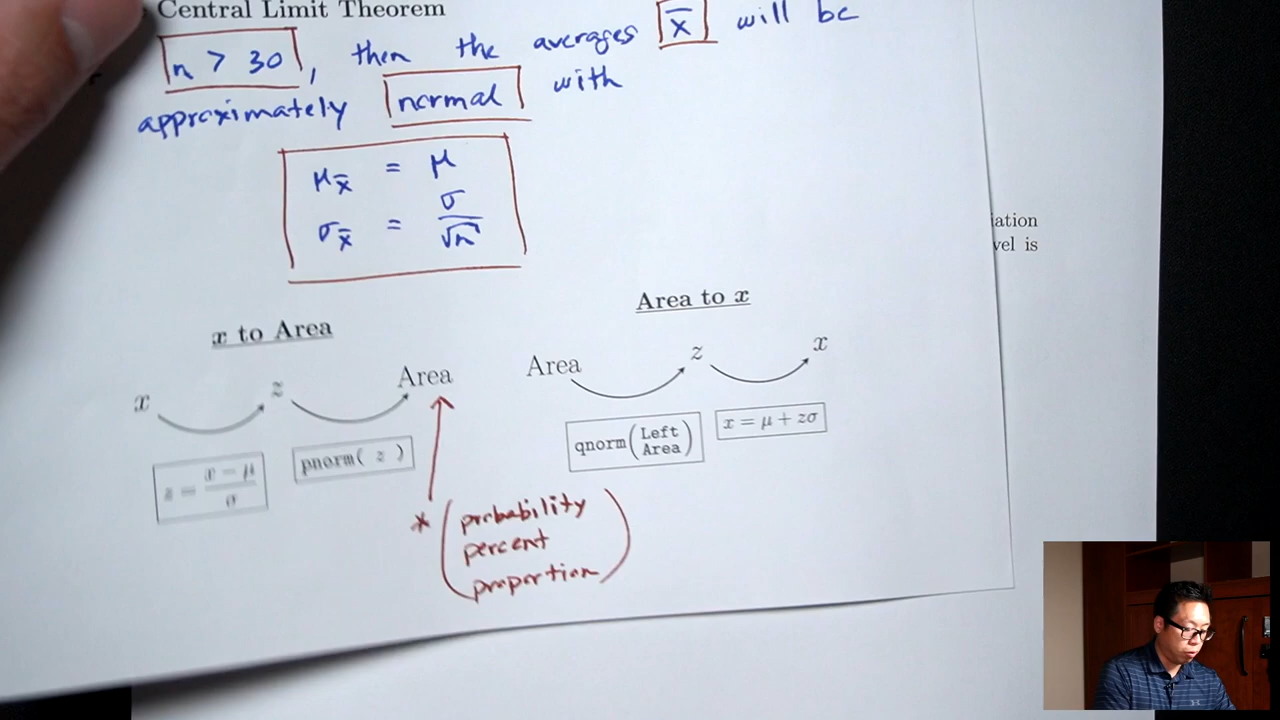 Central Limit Theorem
n > 30, then the averages x̄ will be
approximately normal with
μx̄ = μ
σx̄ = σ/√n
iation
vel is
x to Area
Area to x
x z Area
Area z x
z = (x − μ)/σ
pnorm( z )
qnorm(Left Area)
x = μ + zσ
* (probability
percent
proportion)